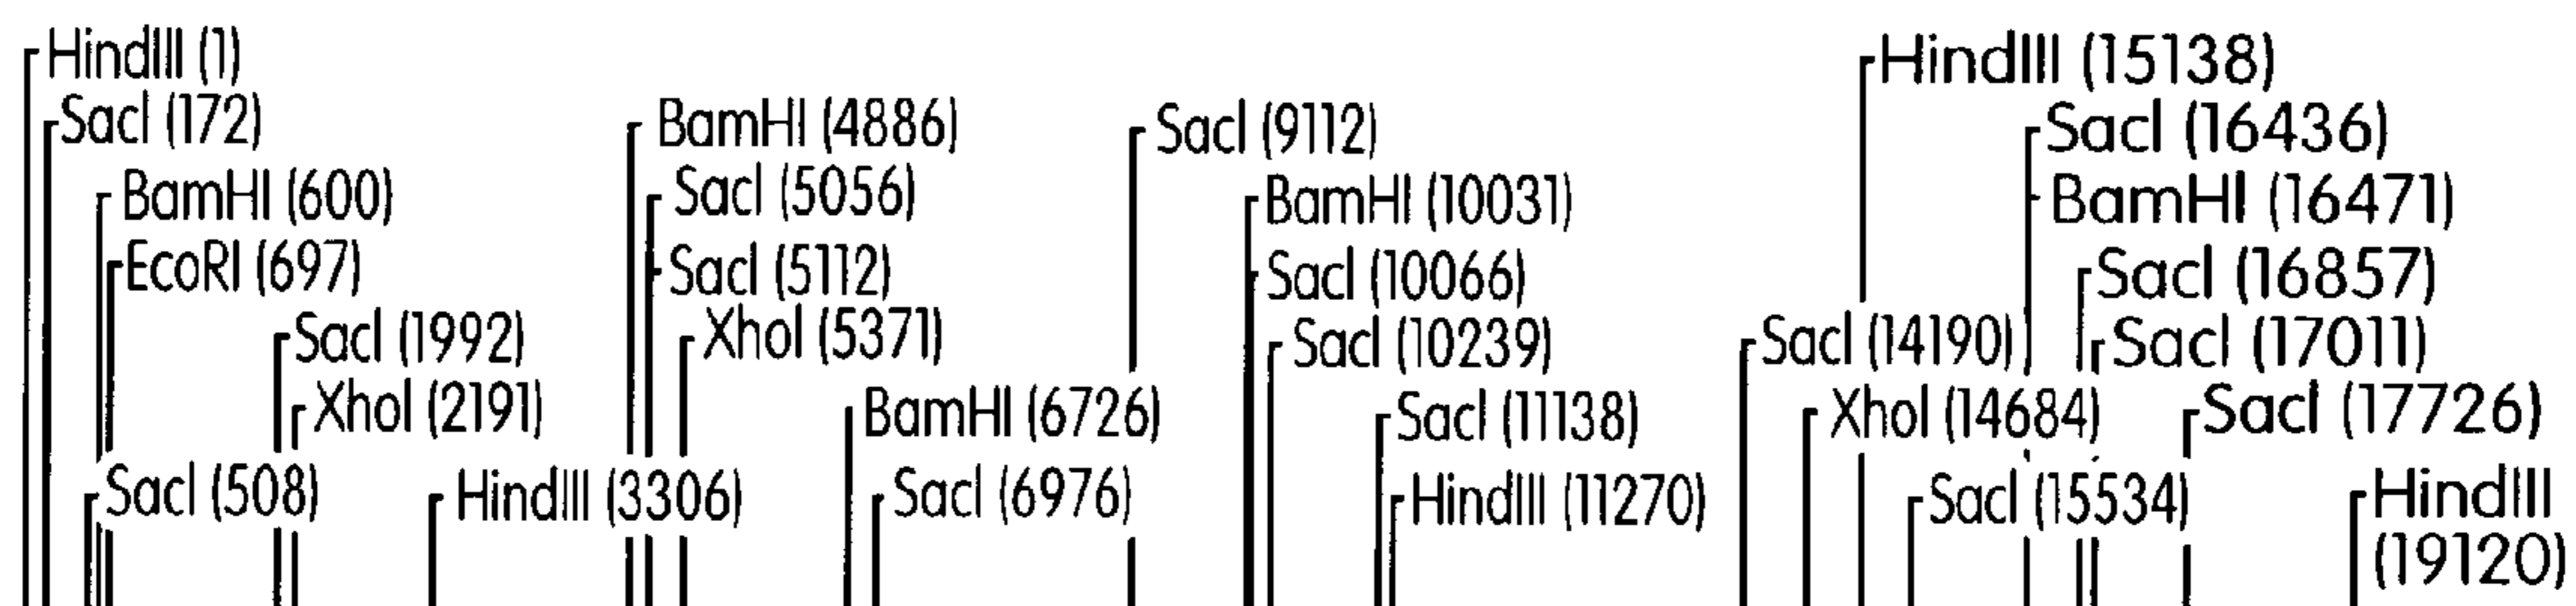 HindIII (1)
SacI (172)
BamHI (600)
EcoRI (697)
SacI (1992)
XhoI (2191)
SacI (508)
HindIII (3306)
BamHI (4886)
SacI (5056)
SacI (5112)
XhoI (5371)
BamHI (6726)
SacI (6976)
SacI (9112)
BamHI (10031)
SacI (10066)
SacI (10239)
SacI (11138)
HindIII (11270)
SacI (14190)
XhoI (14684)
HindIII (15138)
SacI (15534)
SacI (16436)
BamHI (16471)
SacI (16857)
SacI (17011)
SacI (17726)
HindIII
(19120)